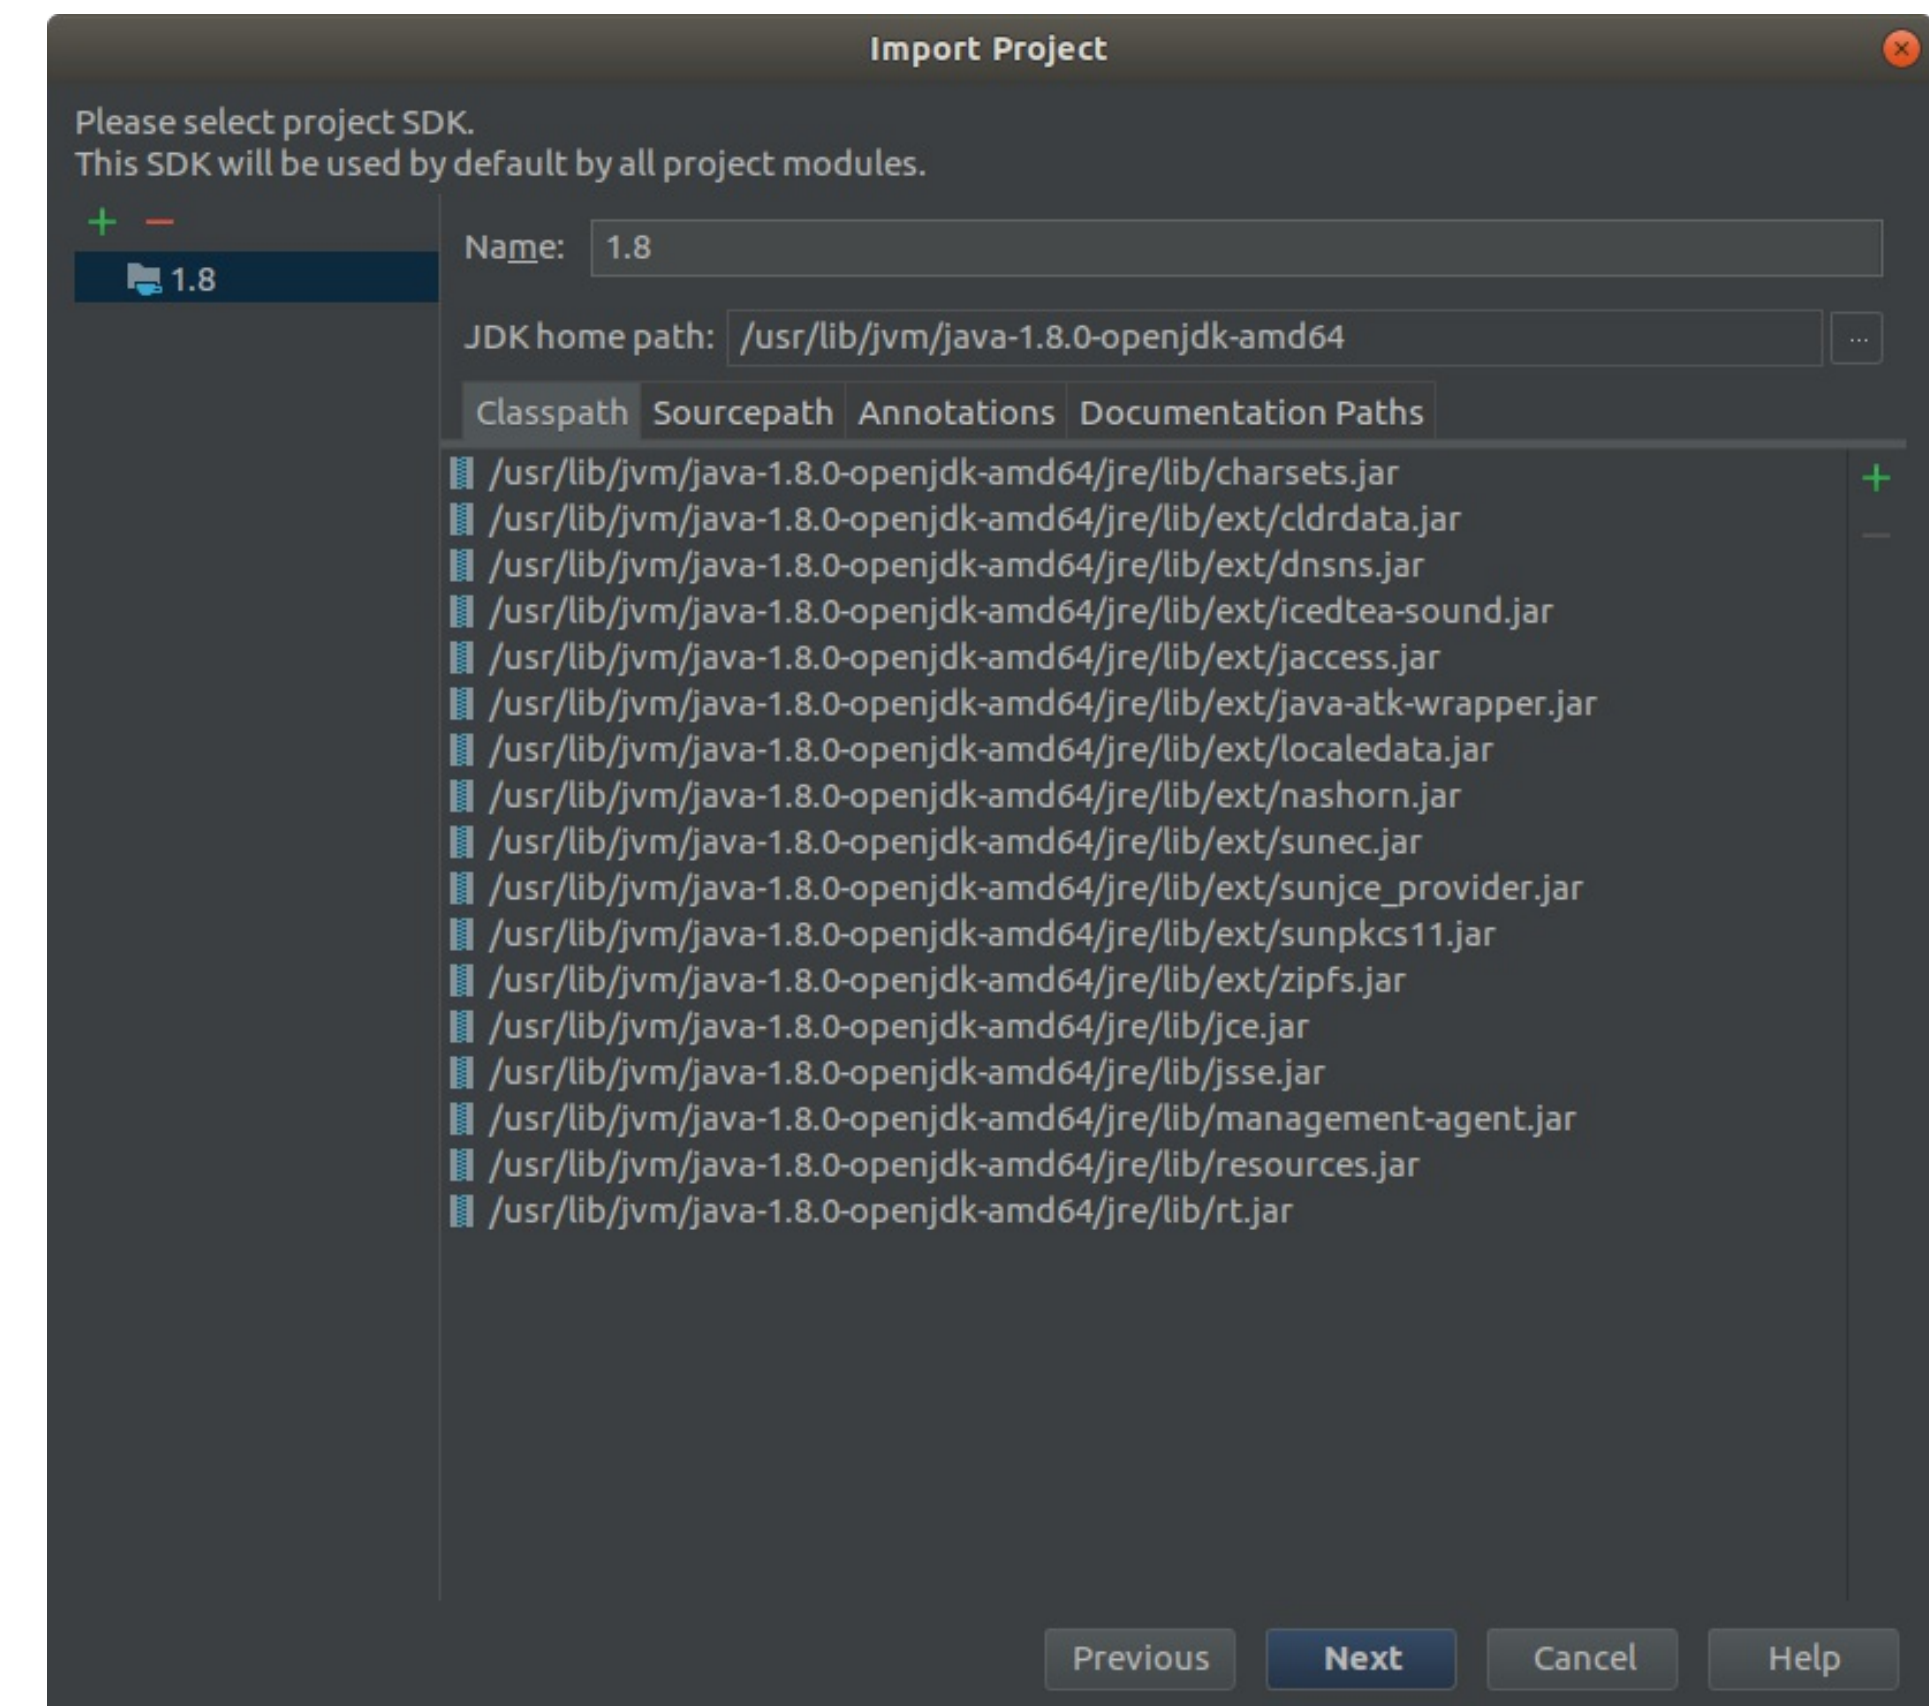 Import Project
Please select project SDK.
This SDK will be used by default by all project modules.
1.8
Name: 1.8
JDK home path: /usr/lib/jvm/java-1.8.0-openjdk-amd64 ...
Classpath Sourcepath Annotations Documentation Paths
/usr/lib/jvm/java-1.8.0-openjdk-amd64/jre/lib/charsets.jar
/usr/lib/jvm/java-1.8.0-openjdk-amd64/jre/lib/ext/cldrdata.jar
/usr/lib/jvm/java-1.8.0-openjdk-amd64/jre/lib/ext/dnsns.jar
/usr/lib/jvm/java-1.8.0-openjdk-amd64/jre/lib/ext/icedtea-sound.jar
/usr/lib/jvm/java-1.8.0-openjdk-amd64/jre/lib/ext/jaccess.jar
/usr/lib/jvm/java-1.8.0-openjdk-amd64/jre/lib/ext/java-atk-wrapper.jar
/usr/lib/jvm/java-1.8.0-openjdk-amd64/jre/lib/ext/localedata.jar
/usr/lib/jvm/java-1.8.0-openjdk-amd64/jre/lib/ext/nashorn.jar
/usr/lib/jvm/java-1.8.0-openjdk-amd64/jre/lib/ext/sunec.jar
/usr/lib/jvm/java-1.8.0-openjdk-amd64/jre/lib/ext/sunjce_provider.jar
/usr/lib/jvm/java-1.8.0-openjdk-amd64/jre/lib/ext/sunpkcs11.jar
/usr/lib/jvm/java-1.8.0-openjdk-amd64/jre/lib/ext/zipfs.jar
/usr/lib/jvm/java-1.8.0-openjdk-amd64/jre/lib/jce.jar
/usr/lib/jvm/java-1.8.0-openjdk-amd64/jre/lib/jsse.jar
/usr/lib/jvm/java-1.8.0-openjdk-amd64/jre/lib/management-agent.jar
/usr/lib/jvm/java-1.8.0-openjdk-amd64/jre/lib/resources.jar
/usr/lib/jvm/java-1.8.0-openjdk-amd64/jre/lib/rt.jar
Previous Next Cancel Help